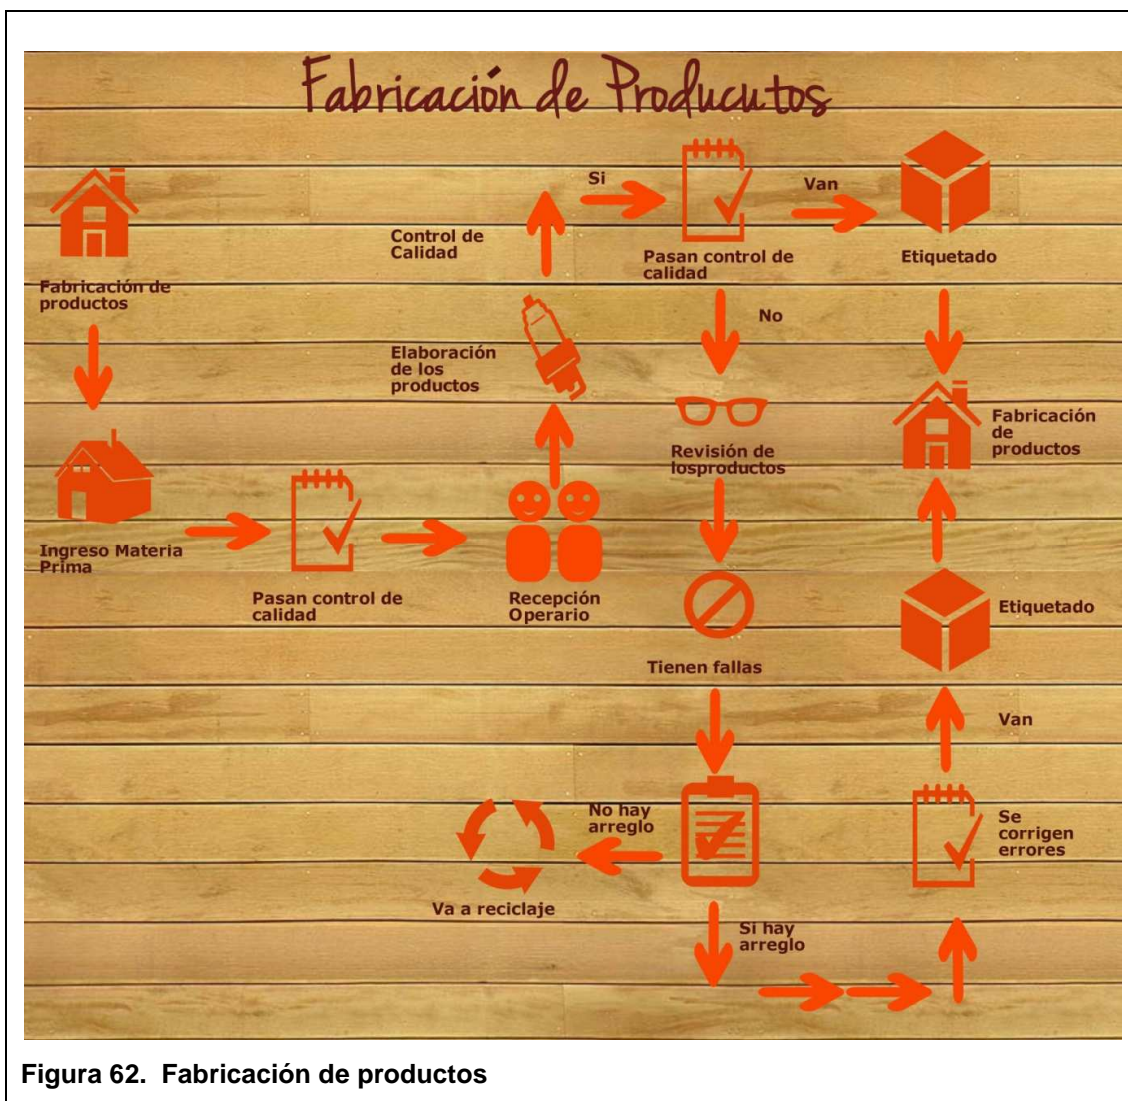 Fabricación de Producutos
Fabricación de
productos
Ingreso Materia
Prima
Pasan control de
calidad
Recepción
Operario
Elaboración
de los
productos
Control de
Calidad
Si
Pasan control de
calidad
Van
Etiquetado
No
Revisión de
losproductos
Tienen fallas
No hay
arreglo
Va a reciclaje
Si hay
arreglo
Se
corrigen
errores
Van
Etiquetado
Fabricación
de
productos
Figura 62. Fabricación de productos